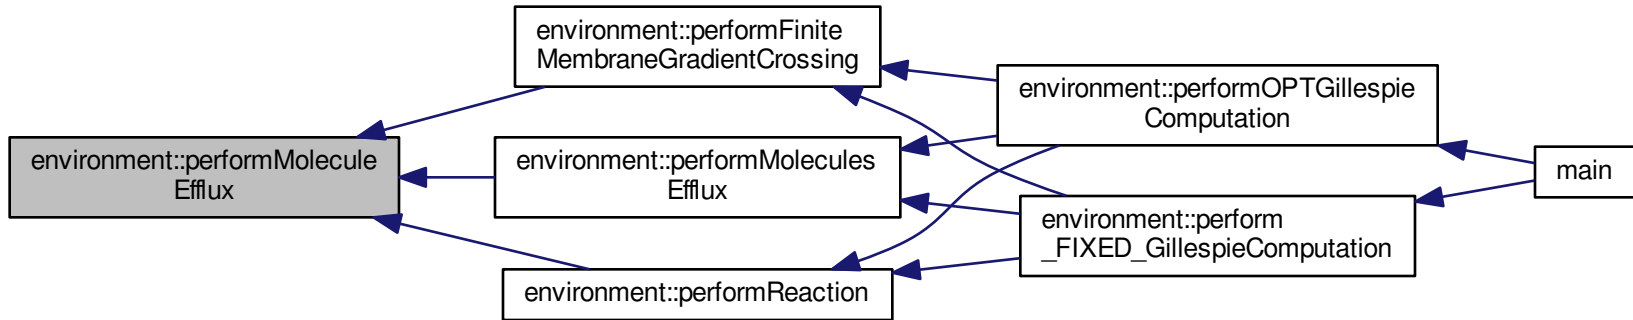 environment::performMolecule
Efflux
environment::performFinite
MembraneGradientCrossing
environment::performMolecules
Efflux
environment::performReaction
environment::performOPTGillespie
Computation
environment::perform
_FIXED_GillespieComputation
main